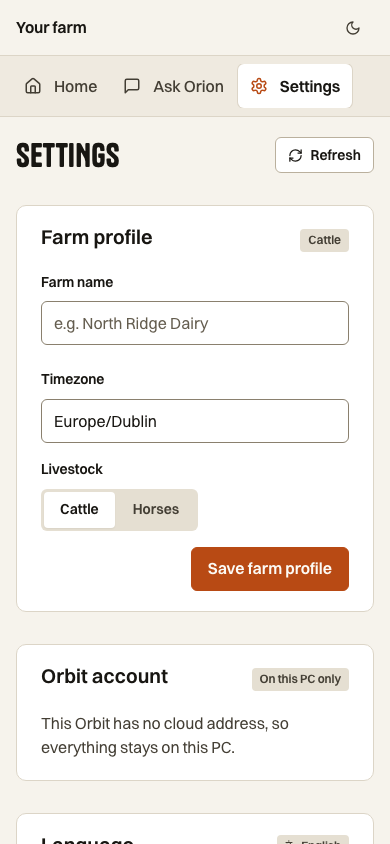 Your farm
Home
Ask Orion
Settings
SETTINGS
Refresh
Farm profile
Cattle
Farm name
e.g. North Ridge Dairy
Timezone
Europe/Dublin
Livestock
Cattle
Horses
Save farm profile
Orbit account
On this PC only
This Orbit has no cloud address, so
everything stays on this PC.
Language
English